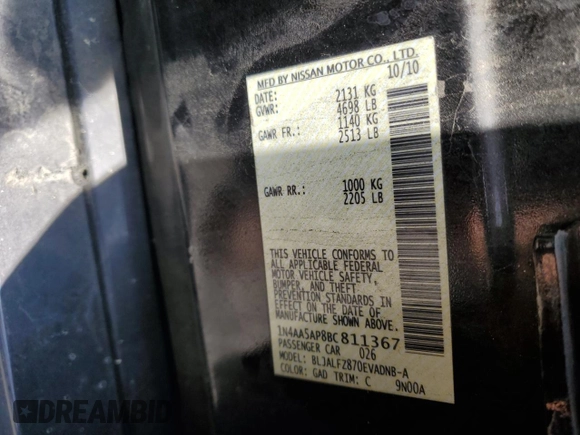 MFD BY NISSAN MOTOR CO., LTD.
DATE: 10/10
GVWR: 2131 KG
4698 LB
GAWR FR.: 1140 KG
2513 LB
GAWR RR.: 1000 KG
2205 LB
THIS VEHICLE CONFORMS TO
ALL APPLICABLE FEDERAL
MOTOR VEHICLE SAFETY,
BUMPER, AND THEFT
PREVENTION STANDARDS IN
EFFECT ON THE DATE OF
MANUFACTURE SHOWN ABOVE.
1N4AA5AP8BC811367
PASSENGER CAR 026
MODEL: BLJALFZ870EVADNB-A
COLOR: GAD TRIM: C 9N00A
DREAMBID